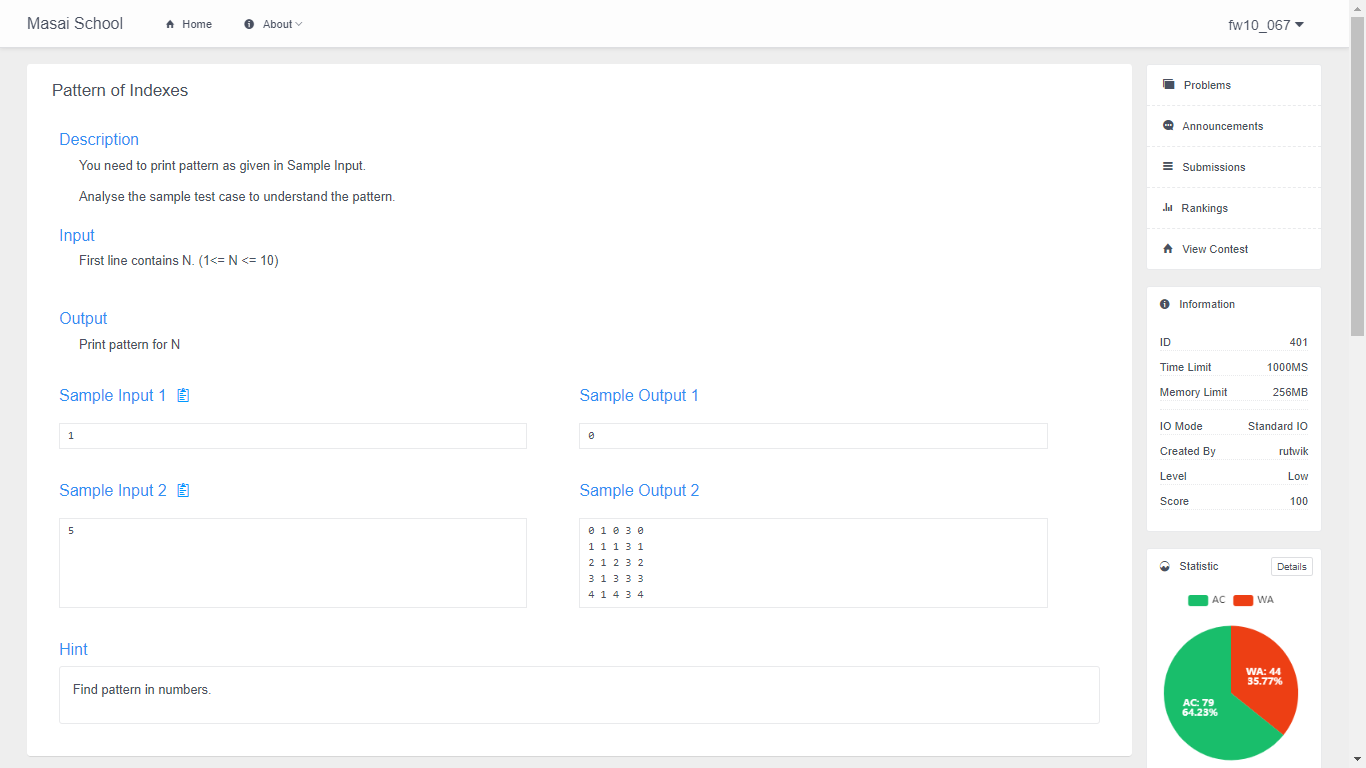 Masai School
Home
About
fw10_067
Pattern of Indexes
Description
You need to print pattern as given in Sample Input.
Analyse the sample test case to understand the pattern.
Input
First line contains N. (1<= N <= 10)
Output
Print pattern for N
Sample Input 1
Sample Output 1
1
0
Sample Input 2
Sample Output 2
5
0 1 0 3 0
1 1 1 3 1
2 1 2 3 2
3 1 3 3 3
4 1 4 3 4
Hint
Find pattern in numbers.
Problems
Announcements
Submissions
Rankings
View Contest
Information
ID 401
Time Limit 1000MS
Memory Limit 256MB
IO Mode Standard IO
Created By rutwik
Level Low
Score 100
Statistic Details
AC WA
WA: 44
35.77%
AC: 79
64.23%